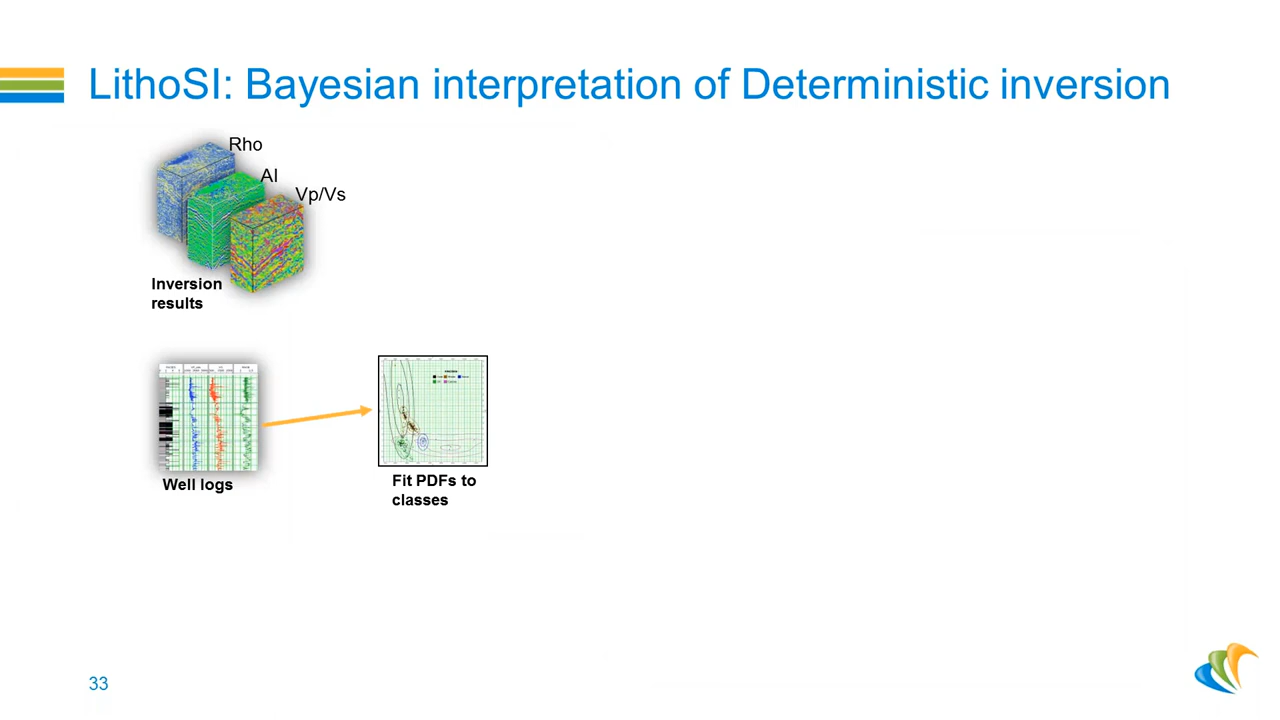 LithoSI: Bayesian interpretation of Deterministic inversion
Rho
AI
Vp/Vs
Inversion
results
Well logs
Fit PDFs to
classes
33